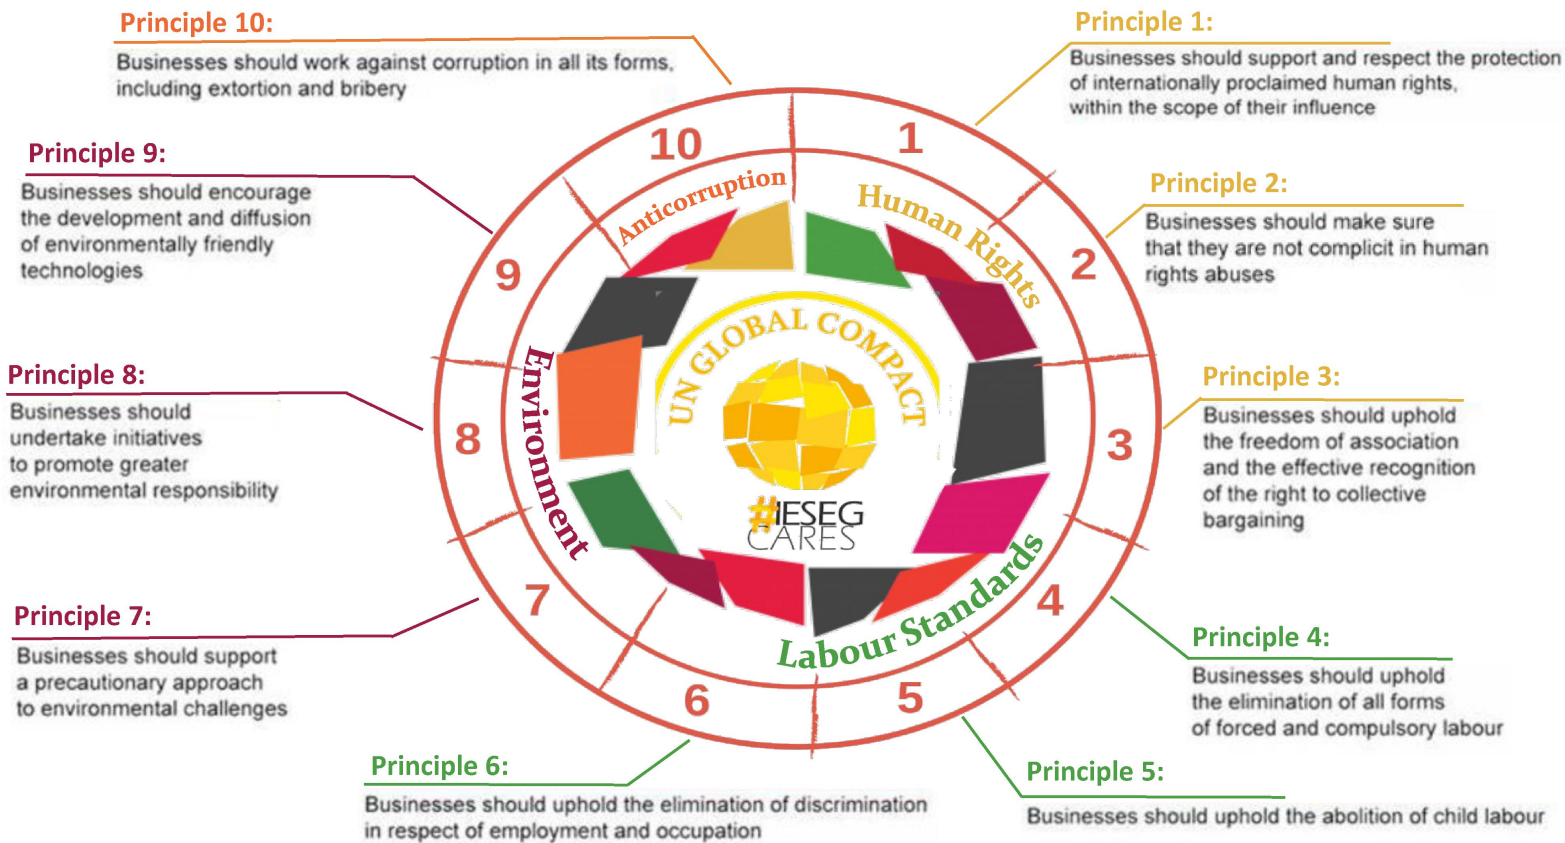 Principle 10:
Businesses should work against corruption in all its forms,
including extortion and bribery
Principle 1:
Businesses should support and respect the protection
of internationally proclaimed human rights,
within the scope of their influence
Principle 9:
Businesses should encourage
the development and diffusion
of environmentally friendly
technologies
Principle 2:
Businesses should make sure
that they are not complicit in human
rights abuses
Principle 8:
Businesses should
undertake initiatives
to promote greater
environmental responsibility
Principle 3:
Businesses should uphold
the freedom of association
and the effective recognition
of the right to collective
bargaining
Principle 7:
Businesses should support
a precautionary approach
to environmental challenges
Principle 4:
Businesses should uphold
the elimination of all forms
of forced and compulsory labour
Principle 6:
Businesses should uphold the elimination of discrimination
in respect of employment and occupation
Principle 5:
Businesses should uphold the abolition of child labour
1
2
3
4
5
6
7
8
9
10
Anticorruption
Human Rights
Environment
Labour Standards
UN GLOBAL COMPACT
#IESEG
CARES